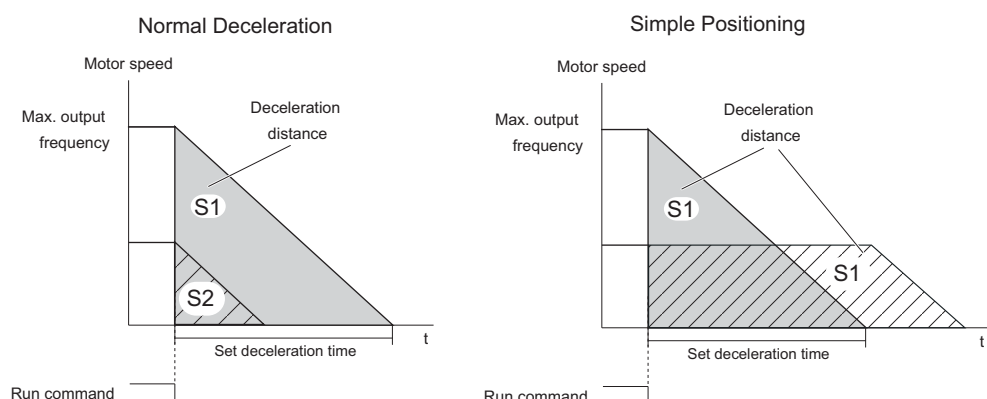 Normal Deceleration
Motor speed
Max. output
frequency
Deceleration
distance
S1
S2
t
Set deceleration time
Run command
Simple Positioning
Motor speed
Max. output
frequency
Deceleration
distance
S1
S1
t
Set deceleration time
Run command